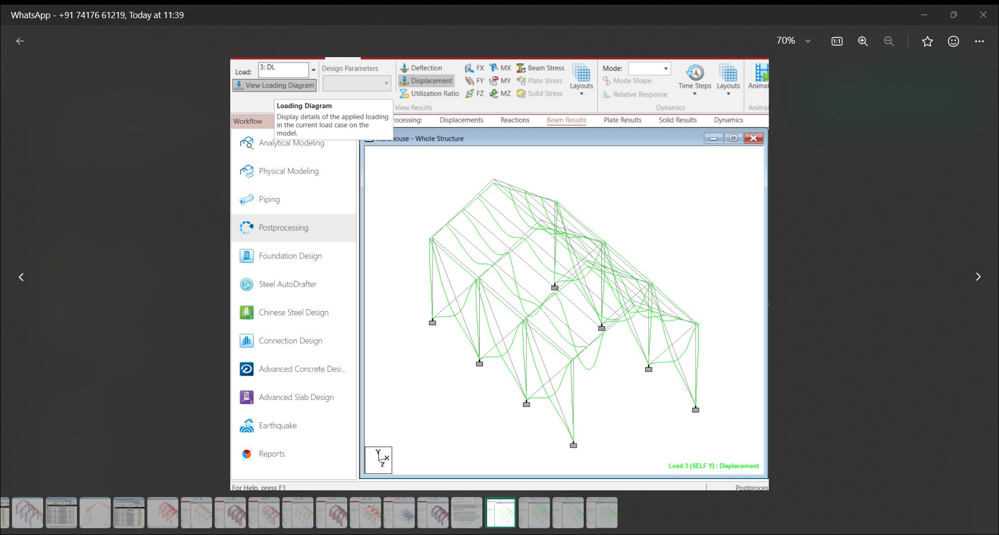 WhatsApp - +91 74176 61219, Today at 11:39
70%
1:1
Load: 3: DL
View Loading Diagram
Design Parameters
Deflection
Displacement
Utilization Ratio
FX
FY
FZ
MX
MY
MZ
Beam Stress
Plate Stress
Solid Stress
Layouts
View Results
Mode:
Mode Shape
Relative Response
Time Steps
Layouts
Dynamics
Animat
Animat
Loading Diagram
Display details of the applied loading
in the current load case on the
model.
Workflow
ocessing: Displacements Reactions Beam Results Plate Results Solid Results Dynamics
ouse - Whole Structure
Analytical Modeling
Physical Modeling
Piping
Postprocessing
Foundation Design
Steel AutoDrafter
Chinese Steel Design
Connection Design
Advanced Concrete Desi...
Advanced Slab Design
Earthquake
Reports
Y
X
Z
Load 3 (SELF Y) : Displacement
For Help, press F1
Postproces